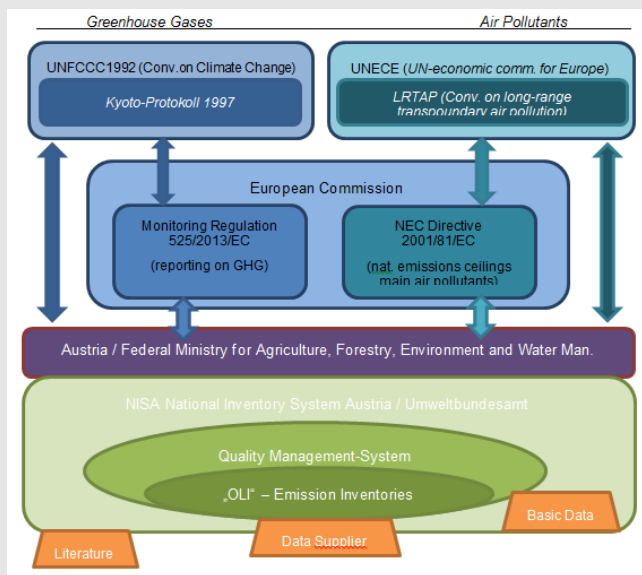 Greenhouse Gases
Air Pollutants
UNFCCC1992 (Conv.on Climate Change)
Kyoto-Protokoll 1997
UNECE (UN-economic comm. for Europe)
LRTAP (Conv. on long-range
transpoundary air pollution)
European Commission
Monitoring Regulation
525/2013/EC
(reporting on GHG)
NEC Directive
2001/81/EC
(nat. emissions ceilings
main air pollutants)
Austria / Federal Ministry for Agriculture, Forestry, Environment and Water Man.
NISA National Inventory System Austria / Umweltbundesamt
Quality Management-System
„OLI“ – Emission Inventories
Basic Data
Data Supplier
Literature